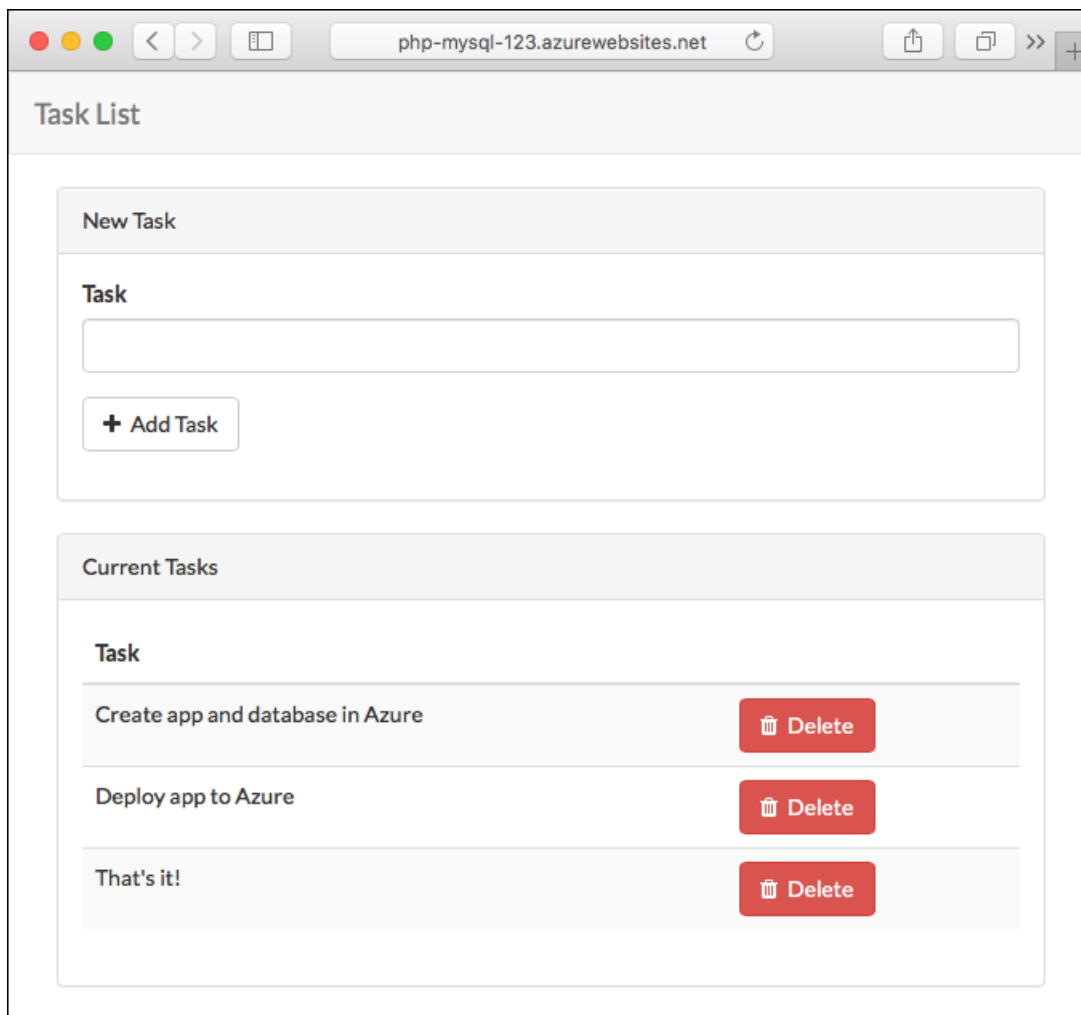 php-mysql-123.azurewebsites.net
Task List
New Task
Task
+ Add Task
Current Tasks
Task
Create app and database in Azure
Delete
Deploy app to Azure
Delete
That's it!
Delete